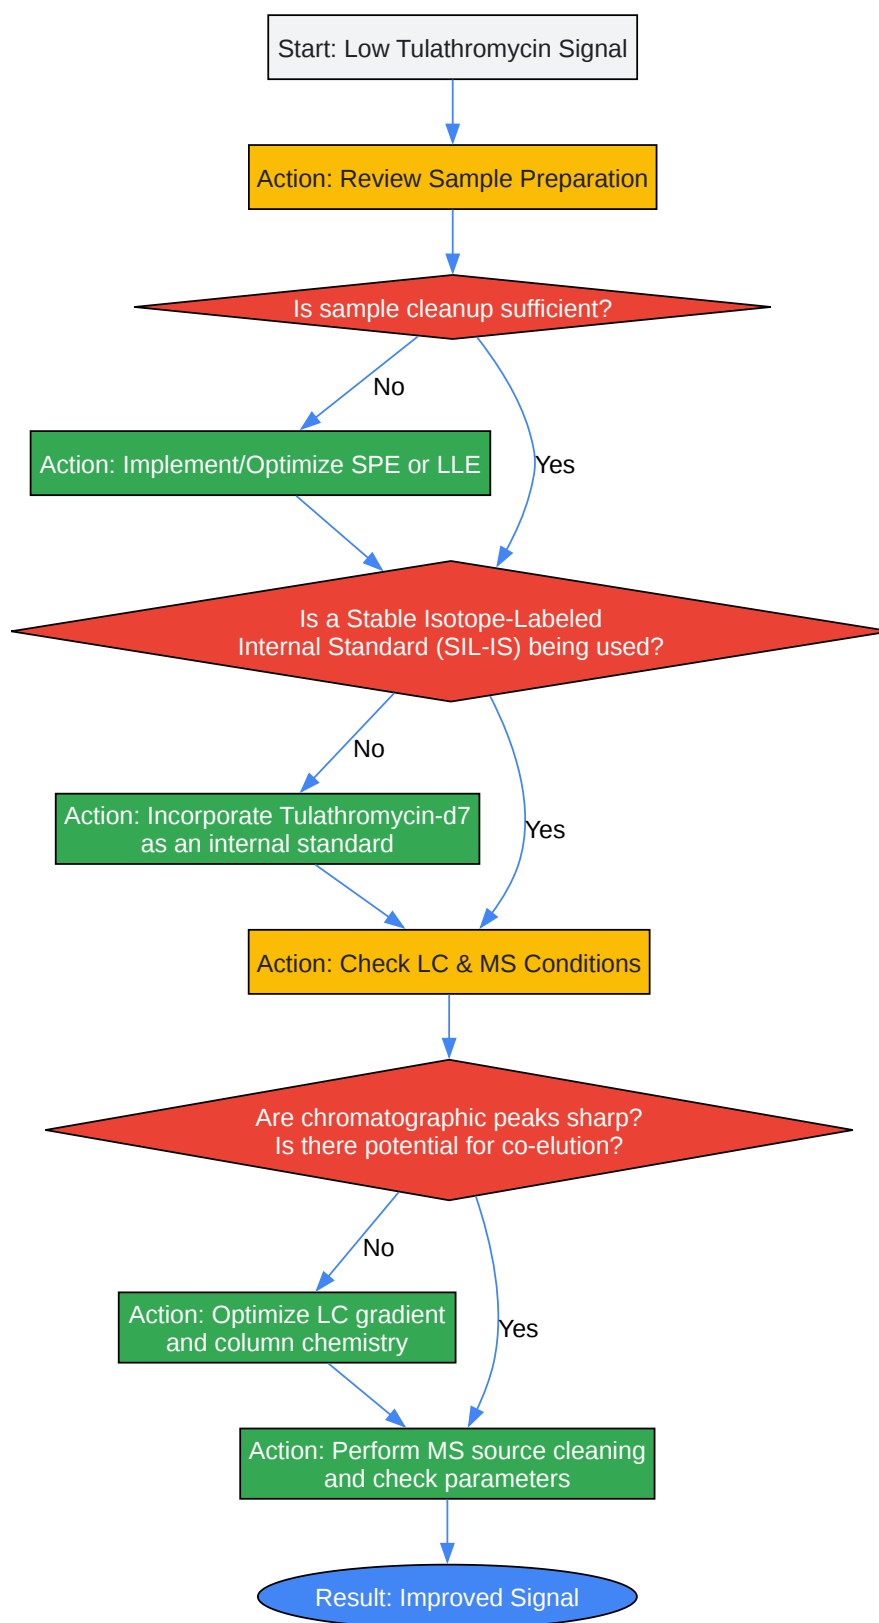 Start: Low Tulathromycin Signal
Action: Review Sample Preparation
Is sample cleanup sufficient?
No
Action: Implement/Optimize SPE or LLE
Yes
Is a Stable Isotope-Labeled
Internal Standard (SIL-IS) being used?
No
Action: Incorporate Tulathromycin-d7
as an internal standard
Yes
Action: Check LC & MS Conditions
Are chromatographic peaks sharp?
Is there potential for co-elution?
No
Action: Optimize LC gradient
and column chemistry
Yes
Action: Perform MS source cleaning
and check parameters
Result: Improved Signal